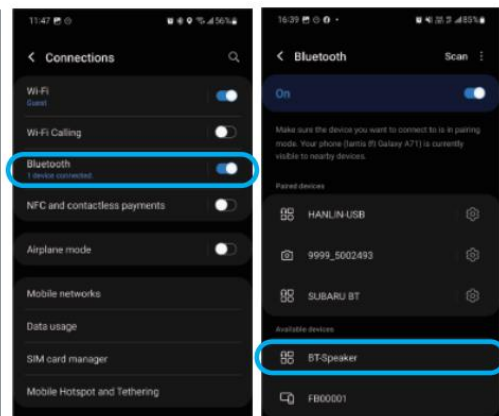 11:47
56%
Connections
Wi-Fi
Guest
Wi-Fi Calling
Bluetooth
1 device connected
NFC and contactless payments
Airplane mode
Mobile networks
Data usage
SIM card manager
Mobile Hotspot and Tethering
16:39
85%
Bluetooth
Scan
On
Make sure the device you want to connect to is in pairing
mode. Your phone (lantis (fl) Galaxy A71) is currently
visible to nearby devices.
Paired devices
HANLIN-USB
9999_5002493
SUBARU BT
Available devices
BT-Speaker
FB00001